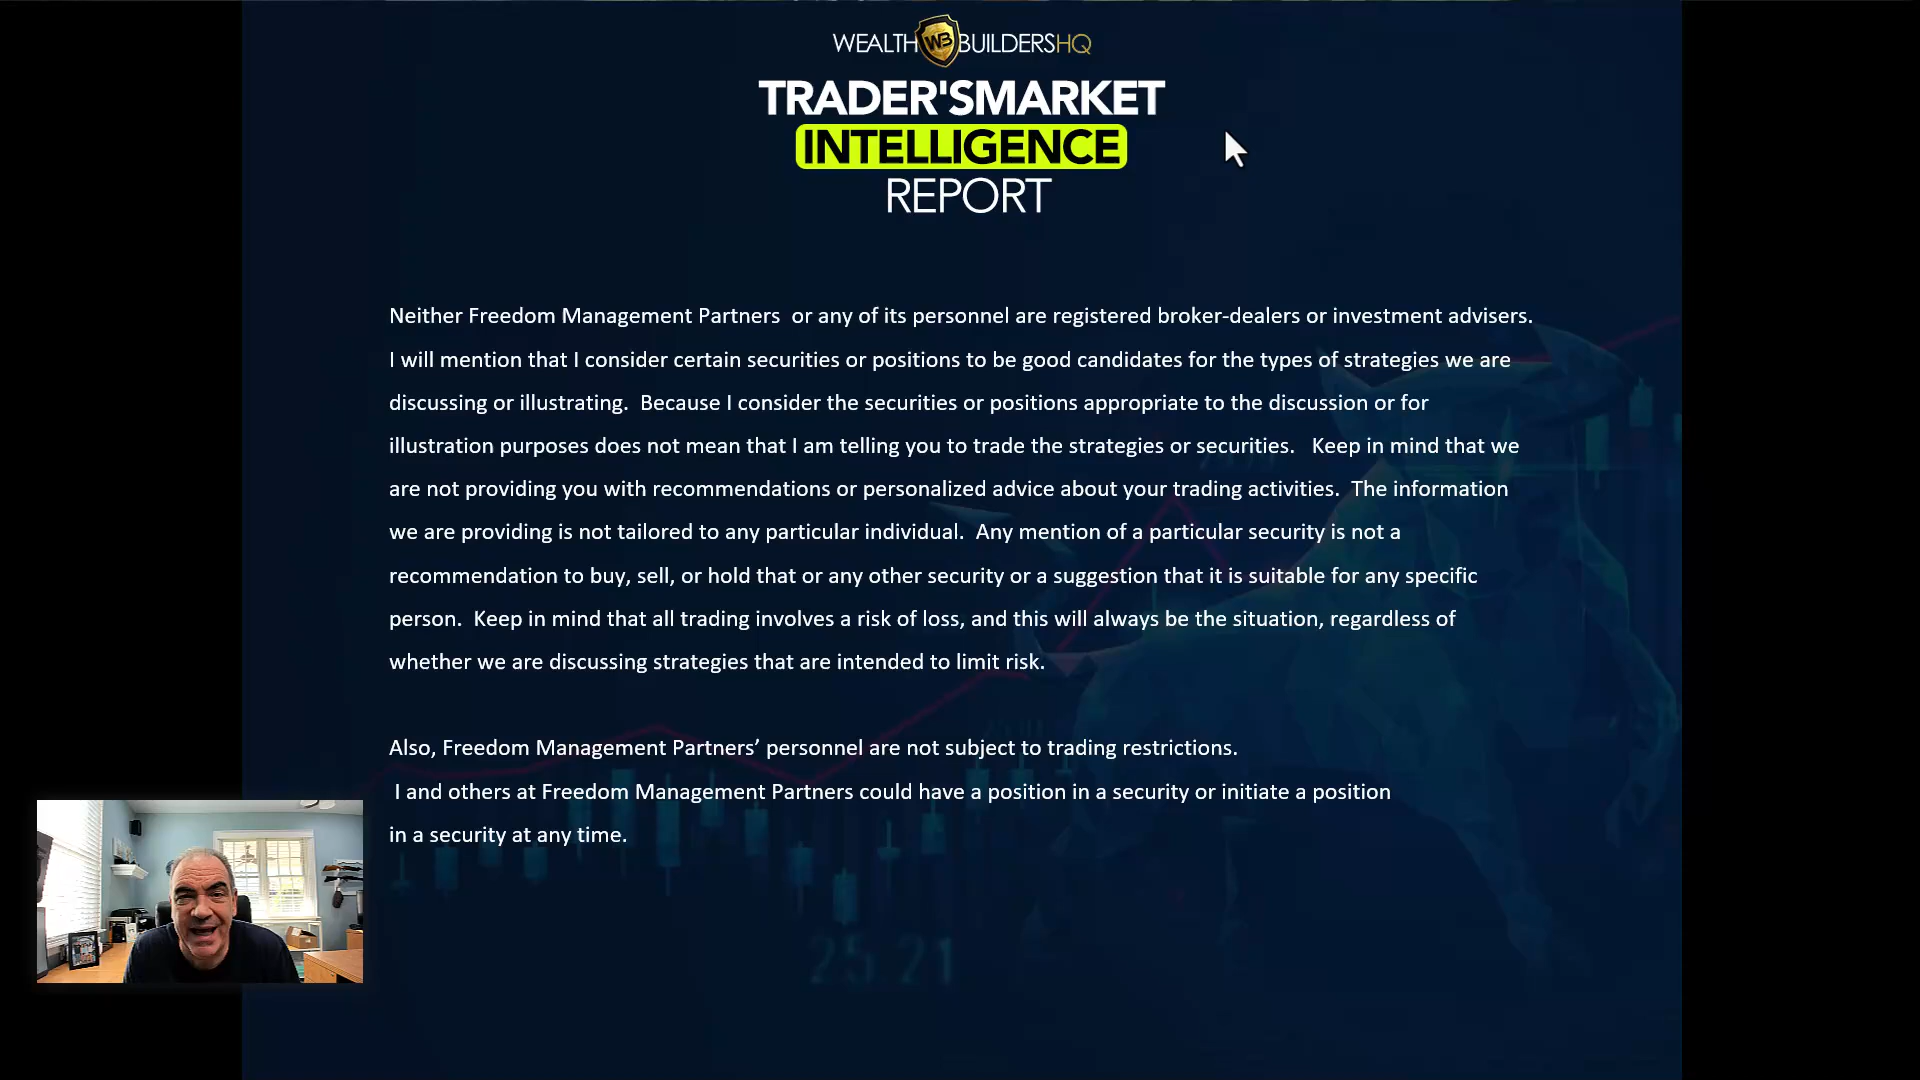 WEALTH WB BUILDERSHQ
TRADER'SMARKET
INTELLIGENCE
REPORT
Neither Freedom Management Partners  or any of its personnel are registered broker-dealers or investment advisers.
I will mention that I consider certain securities or positions to be good candidates for the types of strategies we are
discussing or illustrating.  Because I consider the securities or positions appropriate to the discussion or for
illustration purposes does not mean that I am telling you to trade the strategies or securities.   Keep in mind that we
are not providing you with recommendations or personalized advice about your trading activities.  The information
we are providing is not tailored to any particular individual.  Any mention of a particular security is not a
recommendation to buy, sell, or hold that or any other security or a suggestion that it is suitable for any specific
person.  Keep in mind that all trading involves a risk of loss, and this will always be the situation, regardless of
whether we are discussing strategies that are intended to limit risk.
Also, Freedom Management Partners’ personnel are not subject to trading restrictions.
I and others at Freedom Management Partners could have a position in a security or initiate a position
in a security at any time.
25.21